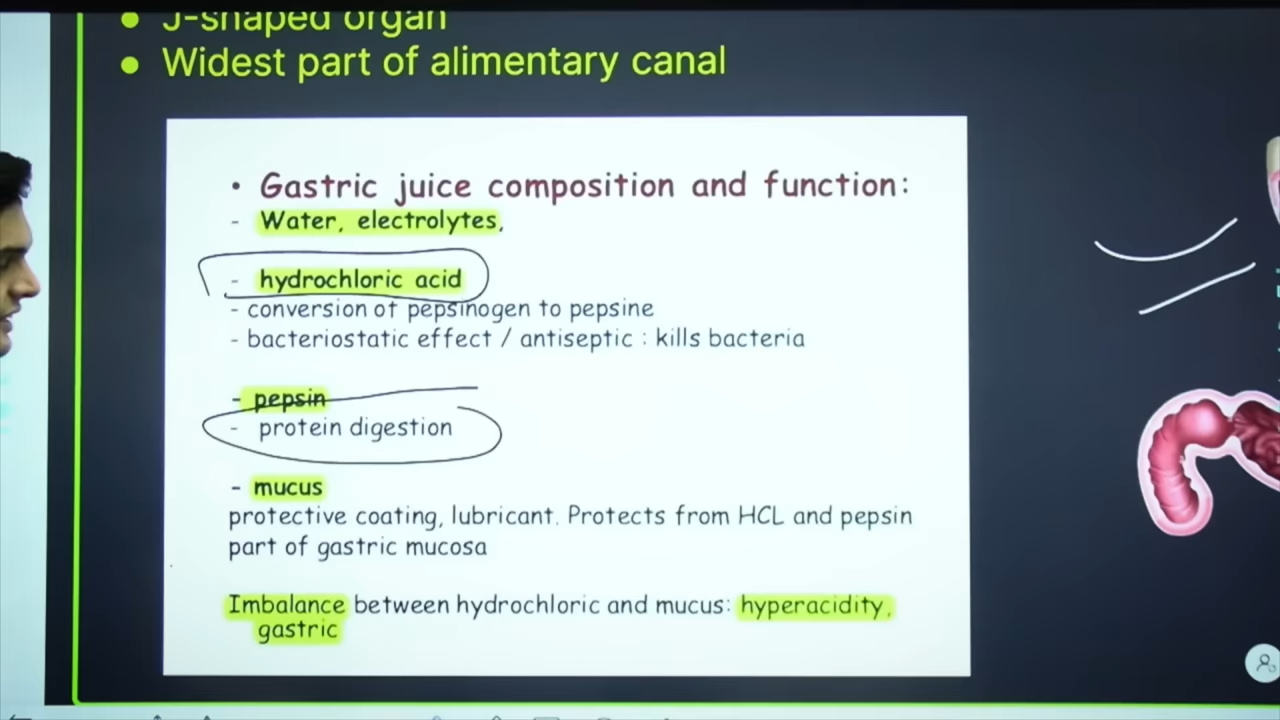 ● J-shaped organ
● Widest part of alimentary canal
• Gastric juice composition and function:
- Water, electrolytes,
- hydrochloric acid
- conversion of pepsinogen to pepsine
- bacteriostatic effect / antiseptic : kills bacteria
- pepsin
- protein digestion
- mucus
protective coating, lubricant. Protects from HCL and pepsin
part of gastric mucosa
Imbalance between hydrochloric and mucus: hyperacidity,
gastric